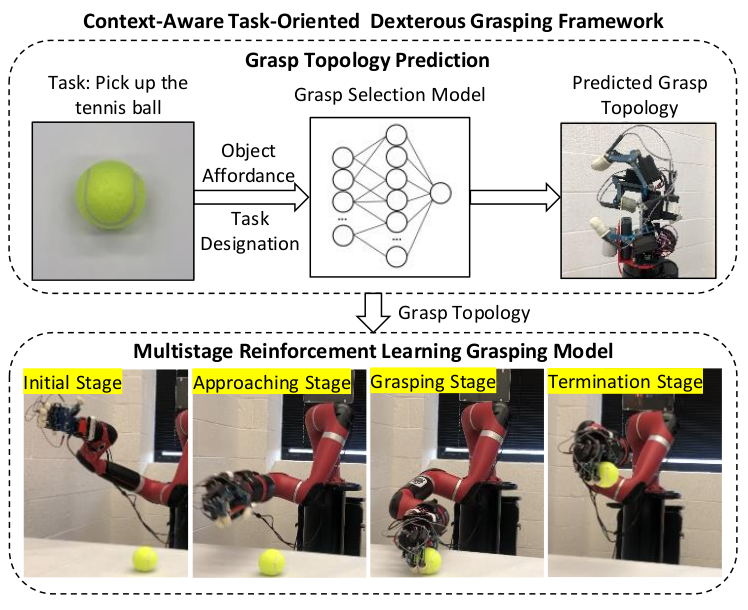 Context-Aware Task-Oriented Dexterous Grasping Framework
Grasp Topology Prediction
Task: Pick up the
tennis ball
Object
Affordance
Task
Designation
Grasp Selection Model
...
...
Predicted Grasp
Topology
Grasp Topology
Multistage Reinforcement Learning Grasping Model
Initial Stage
Approaching Stage
Grasping Stage
Termination Stage